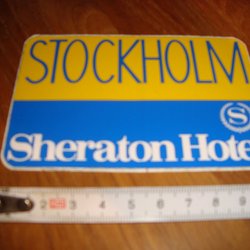 STOCKHOLM
S
Sheraton Hote
2 3 4 5 6 7 8 9